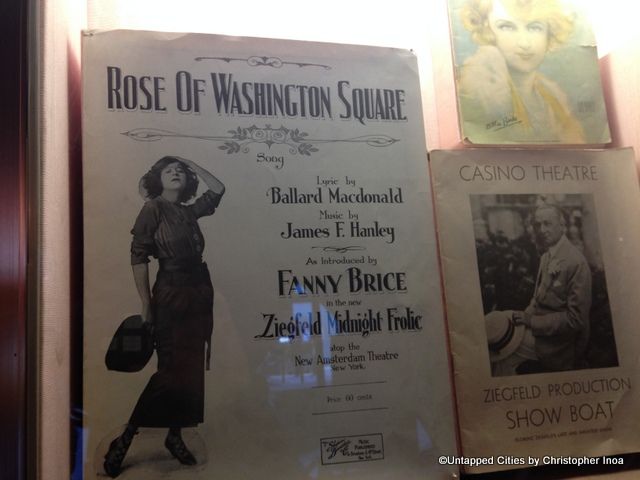 ROSE OF WASHINGTON SQUARE
Song
Lyric by
Ballard Macdonald
Music by
James F. Hanley
As Introduced by
FANNY BRICE
in the new
Ziegfeld Midnight Frolic
atop the
New Amsterdam Theatre
New York.
Price 60 cents
MUSIC
PUBLISHERS
CASINO THEATRE
ZIEGFELD PRODUCTION
SHOW BOAT
©Untapped Cities by Christopher Inoa